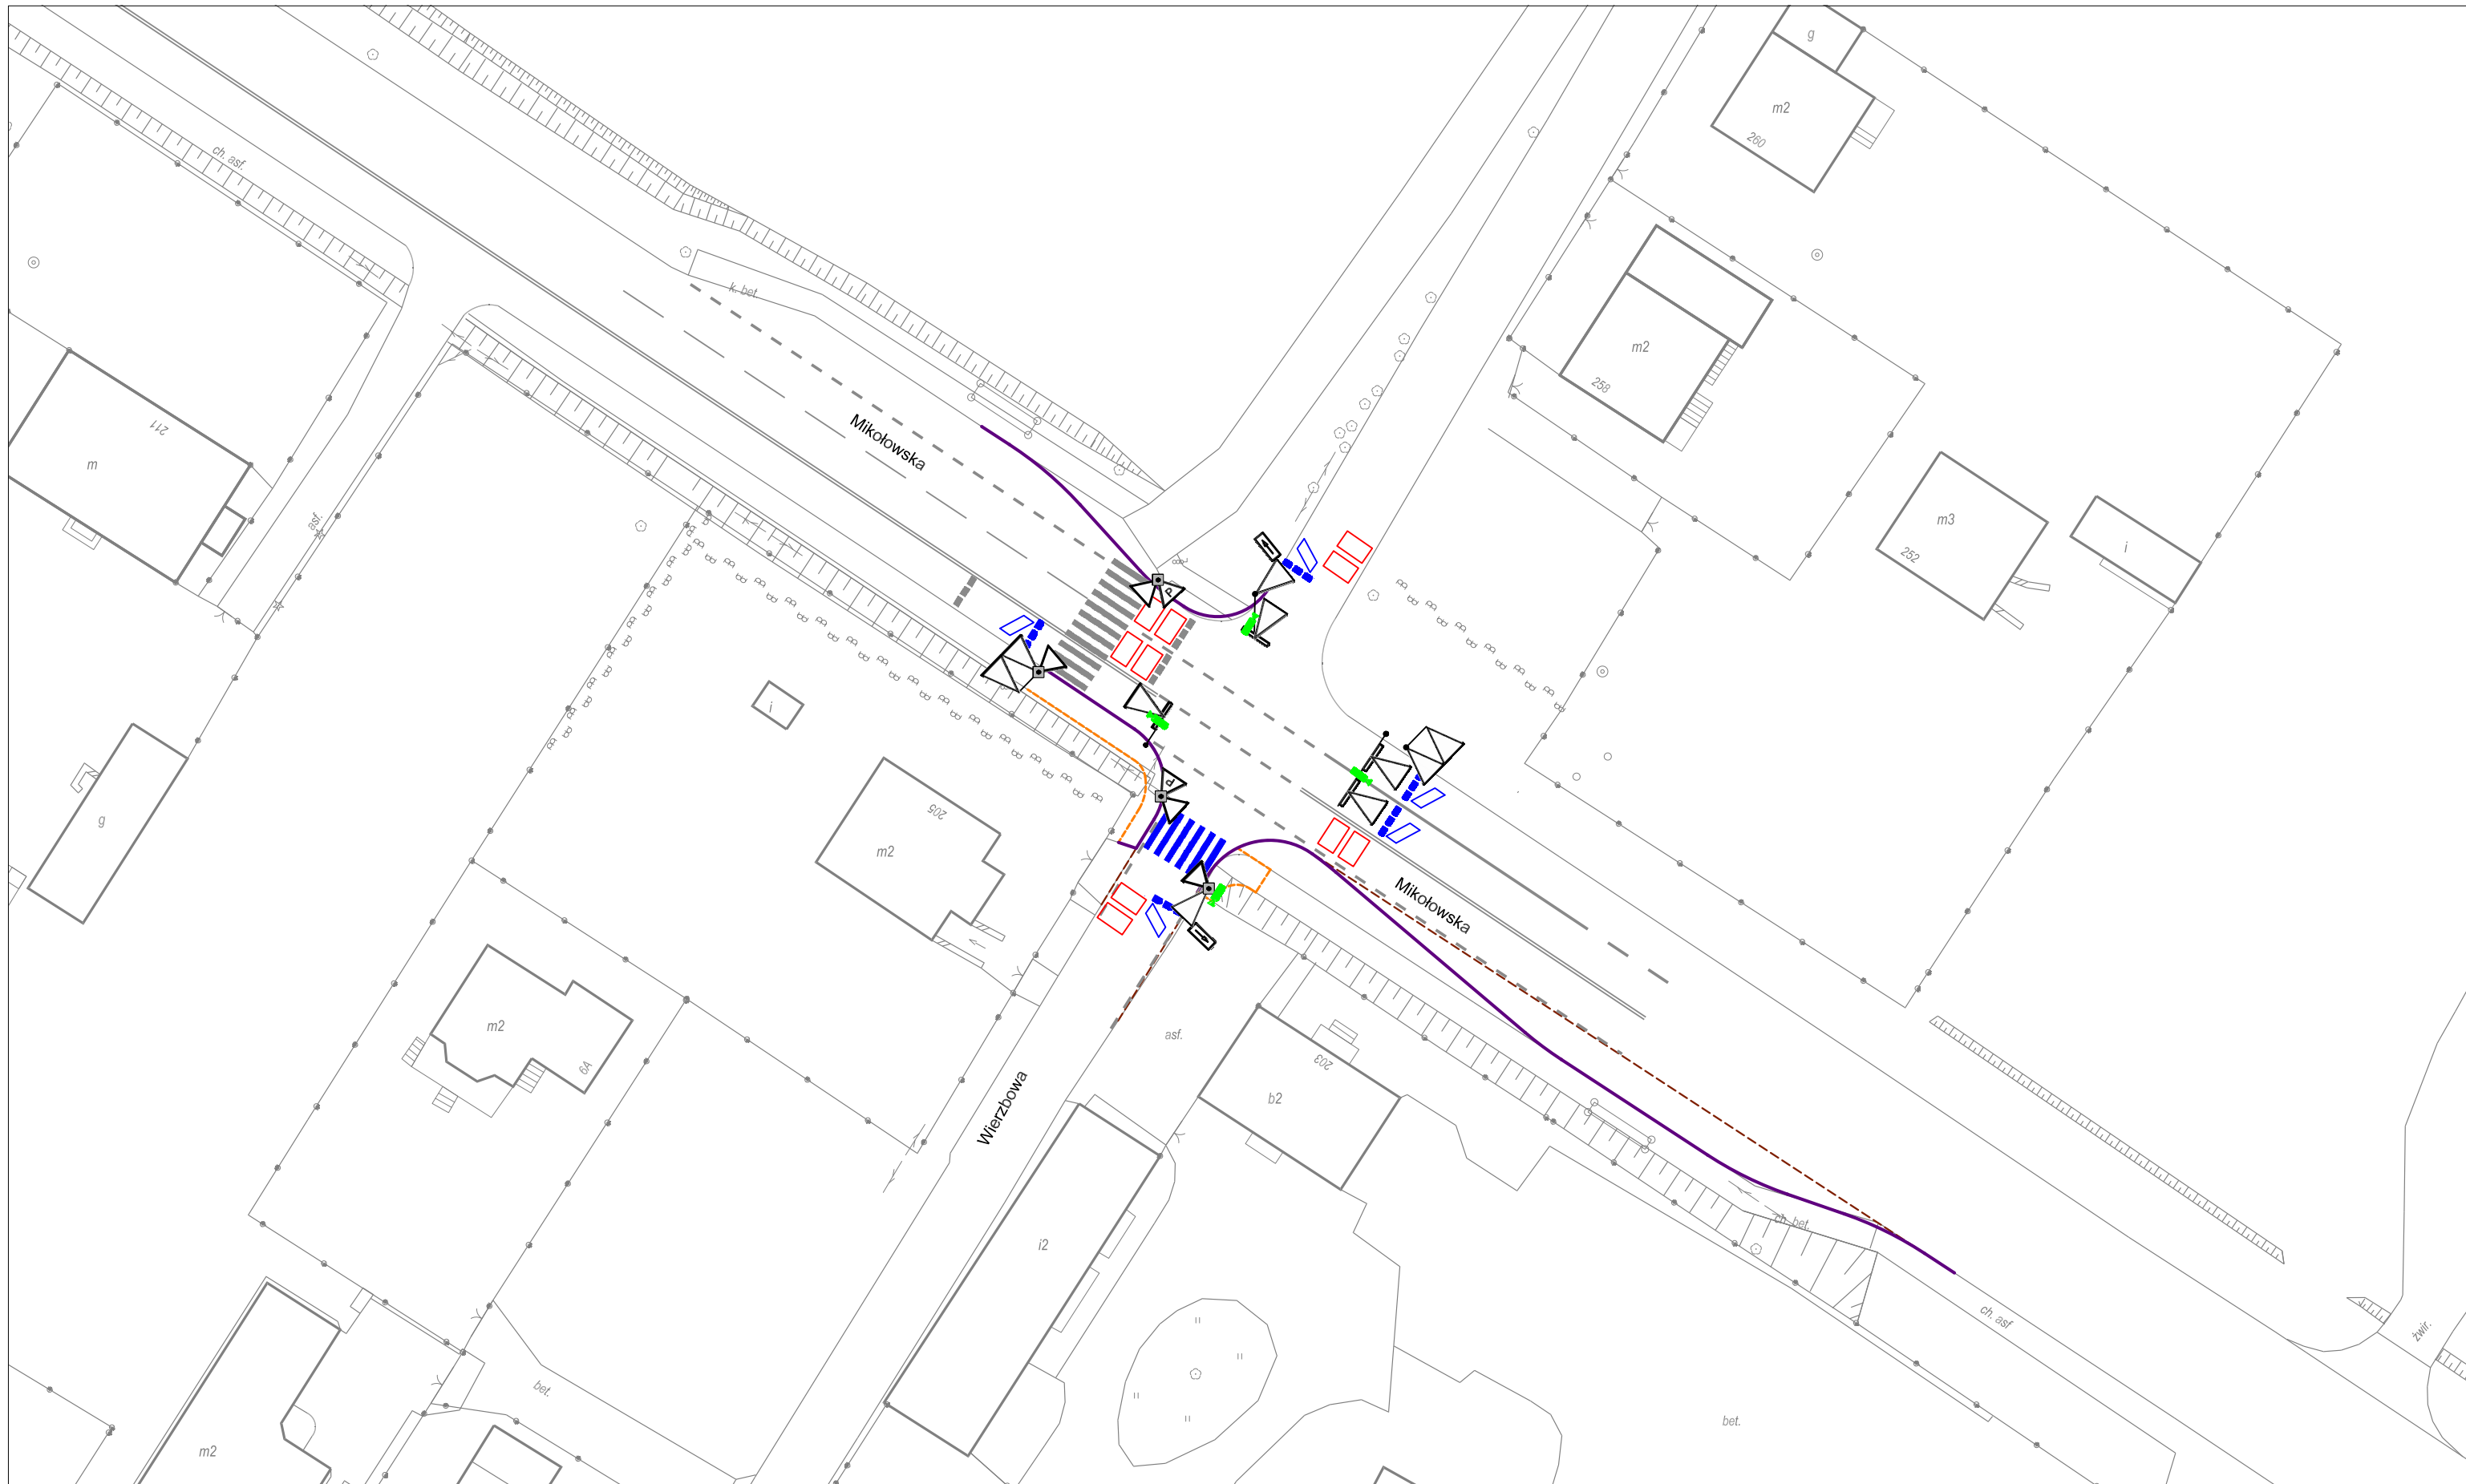 g
m2
260
ch. asf.
k. bet.
m2
258
Mikołowska
211
m
asf.
m3
252
i
P
i
g
P
205
m2
Mikołowska
m2
6A
asf.
203
b2
Wierzbowa
i2
ch. bet.
ch. asf
żwir.
bet.
bet.
m2